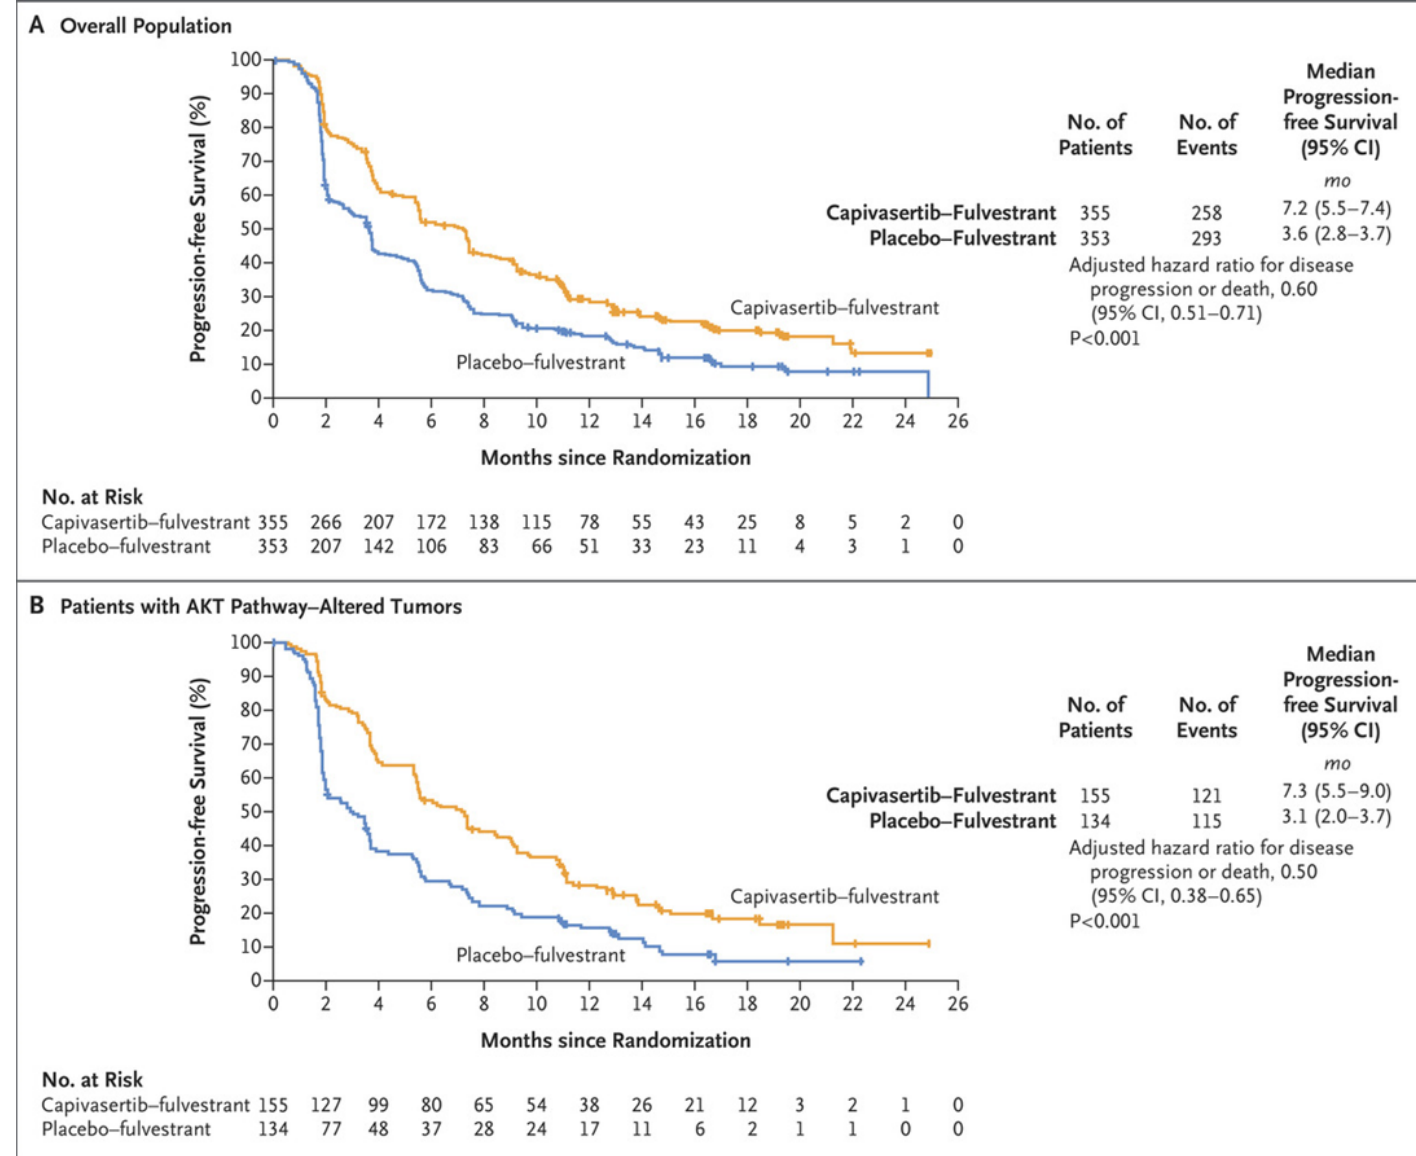 A Overall Population
100
90
80
70
60
50
40
30
20
10
0
Progression-free Survival (%)
0 2 4 6 8 10 12 14 16 18 20 22 24 26
Months since Randomization
Capivasertib–fulvestrant
Placebo–fulvestrant
No. of
Patients
No. of
Events
Median
Progression-
free Survival
(95% CI)
mo
Capivasertib–Fulvestrant 355 258 7.2 (5.5–7.4)
Placebo–Fulvestrant 353 293 3.6 (2.8–3.7)
Adjusted hazard ratio for disease
progression or death, 0.60
(95% CI, 0.51–0.71)
P<0.001
No. at Risk
Capivasertib–fulvestrant 355 266 207 172 138 115 78 55 43 25 8 5 2 0
Placebo–fulvestrant 353 207 142 106 83 66 51 33 23 11 4 3 1 0
B Patients with AKT Pathway–Altered Tumors
100
90
80
70
60
50
40
30
20
10
0
Progression-free Survival (%)
0 2 4 6 8 10 12 14 16 18 20 22 24 26
Months since Randomization
Capivasertib–fulvestrant
Placebo–fulvestrant
No. of
Patients
No. of
Events
Median
Progression-
free Survival
(95% CI)
mo
Capivasertib–Fulvestrant 155 121 7.3 (5.5–9.0)
Placebo–Fulvestrant 134 115 3.1 (2.0–3.7)
Adjusted hazard ratio for disease
progression or death, 0.50
(95% CI, 0.38–0.65)
P<0.001
No. at Risk
Capivasertib–fulvestrant 155 127 99 80 65 54 38 26 21 12 3 2 1 0
Placebo–fulvestrant 134 77 48 37 28 24 17 11 6 2 1 1 0 0